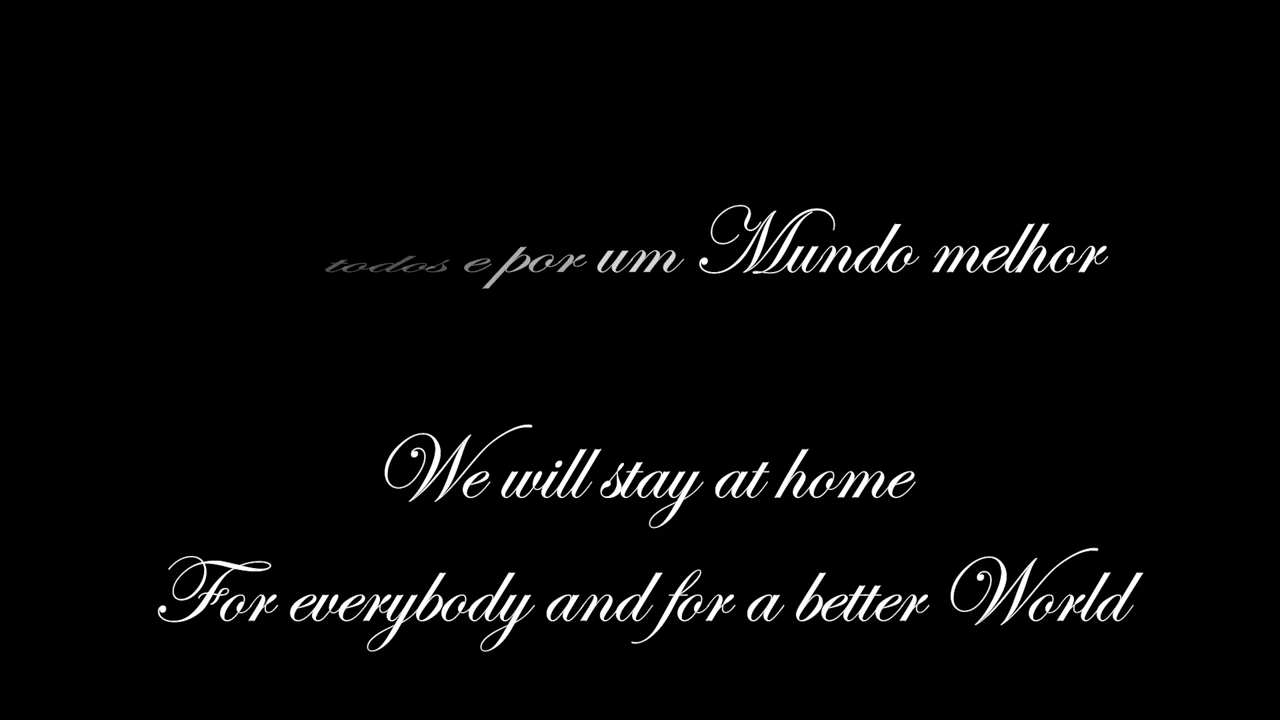 todos e por um Mundo melhor
We will stay at home
For everybody and for a better World